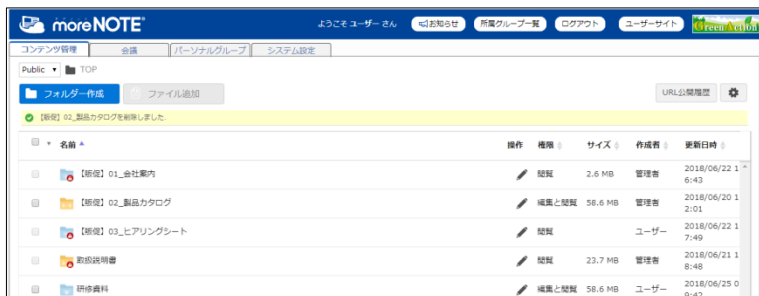 moreNOTE
ようこそ ユーザー さん お知らせ 所属グループ一覧 ログアウト ユーザーサイト Green Action
コンテンツ管理 会議 パーソナルグループ システム設定
Public TOP
フォルダー作成 ファイル追加 URL公開履歴
【販促】02_製品カタログを削除しました.
名前 操作 権限 サイズ 作成者 更新日時
【販促】01_会社案内 閲覧 2.6 MB 管理者 2018/06/22 1
6:43
【販促】02_製品カタログ 編集と閲覧 58.6 MB 管理者 2018/06/20 1
2:01
【販促】03_ヒアリングシート 閲覧 ユーザー 2018/06/22 1
7:49
取扱説明書 閲覧 23.7 MB 管理者 2018/06/21 1
8:48
研修資料 編集と閲覧 58.6 MB ユーザー 2018/06/25 0
9:42